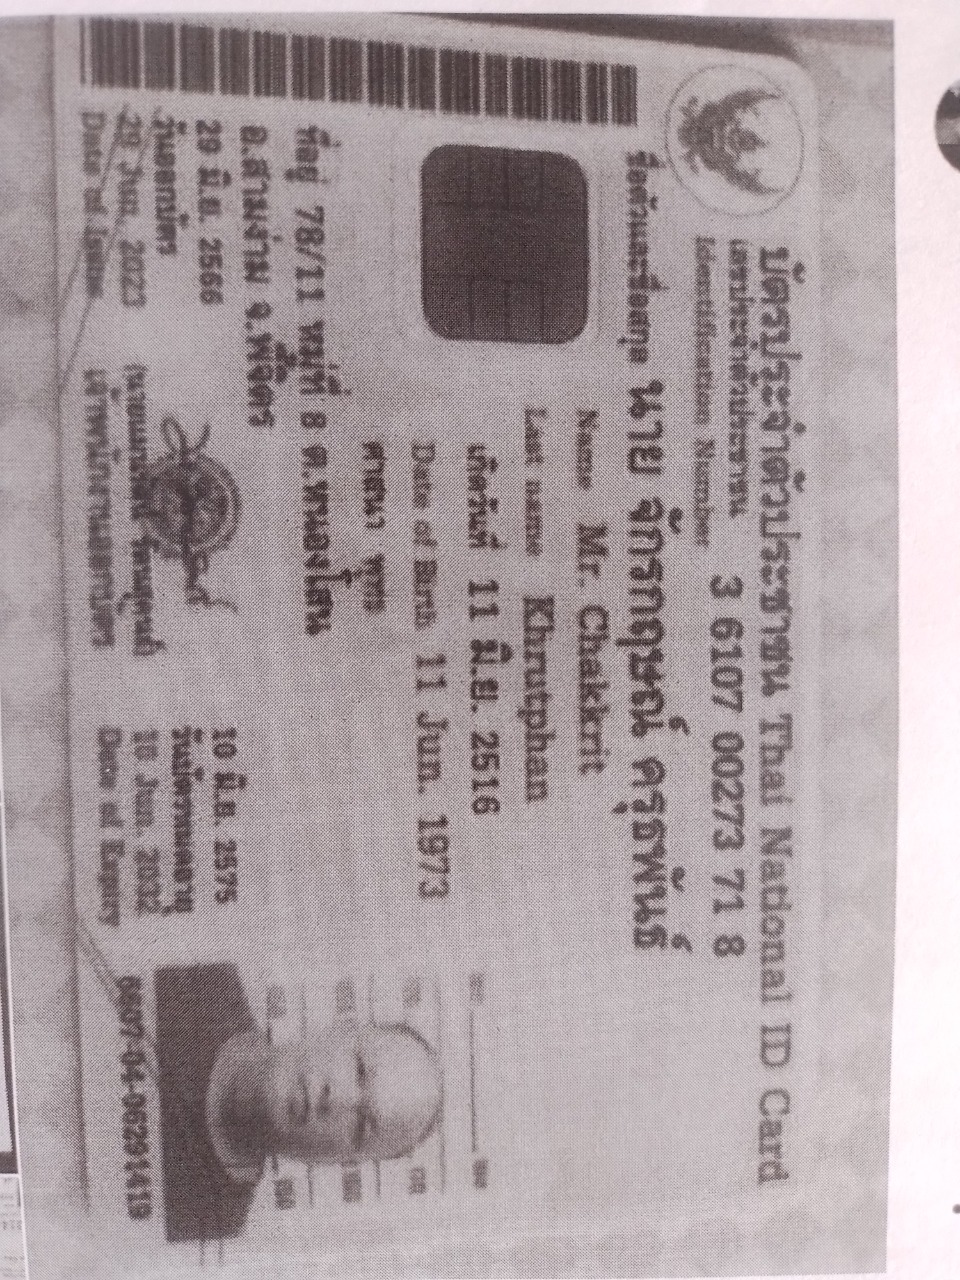 บัตรประจำตัวประชาชน Thai National ID Card
เลขประจำตัวประชาชน 3 6107 00273 71 8
Identification Number
ชื่อตัวและชื่อสกุล นาย จักรกฤษณ์ ครุธพันธ์
Name Mr. Chakkrit
Last name Khrutphan
เกิดวันที่ 11 มิ.ย. 2516
Date of Birth 11 Jun. 1973
ศาสนา พุทธ
ที่อยู่ 78/11 หมู่ที่ 8 ต.หนองโสน
อ.สามง่าม จ.พิจิตร
29 มิ.ย. 2566
วันออกบัตร
29 Jun. 2023
Date of Issue
เจ้าพนักงานออกบัตร
10 มิ.ย. 2575
วันบัตรหมดอายุ
10 Jun. 2032
Date of Expiry
160
150
6607-04-06291419